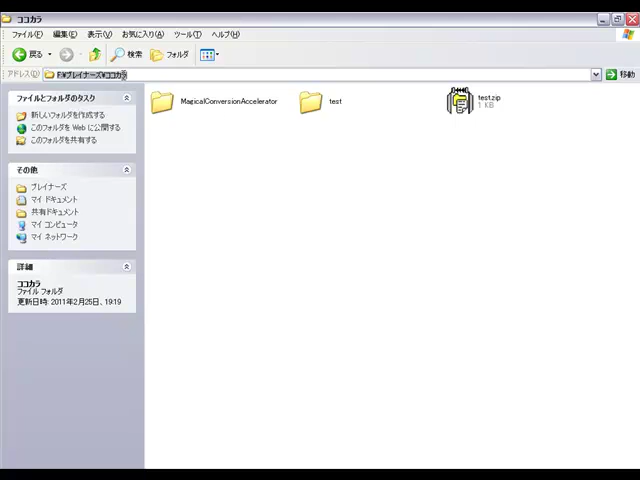 ココカラ
ファイル(F) 編集(E) 表示(V) お気に入り(A) ツール(T) ヘルプ(H)
戻る 検索 フォルダ
アドレス(D) F:¥ブレイナーズ¥ココカラ 移動
ファイルとフォルダのタスク
新しいフォルダを作成する
このフォルダを Web に公開する
このフォルダを共有する
その他
ブレイナーズ
マイ ドキュメント
共有ドキュメント
マイ コンピュータ
マイ ネットワーク
詳細
ココカラ
ファイル フォルダ
更新日時: 2011年2月25日、19:19
MagicalConversionAccelerator
test
test.zip
1 KB